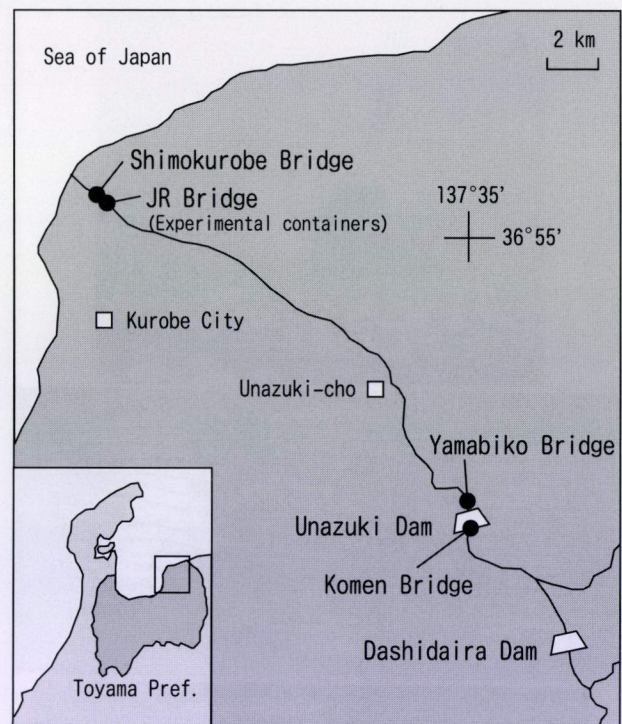 Sea of Japan
2 km
Shimokurobe Bridge
JR Bridge
(Experimental containers)
137°35'
36°55'
Kurobe City
Unazuki-cho
Yamabiko Bridge
Unazuki Dam
Komen Bridge
Dashidaira Dam
Toyama Pref.